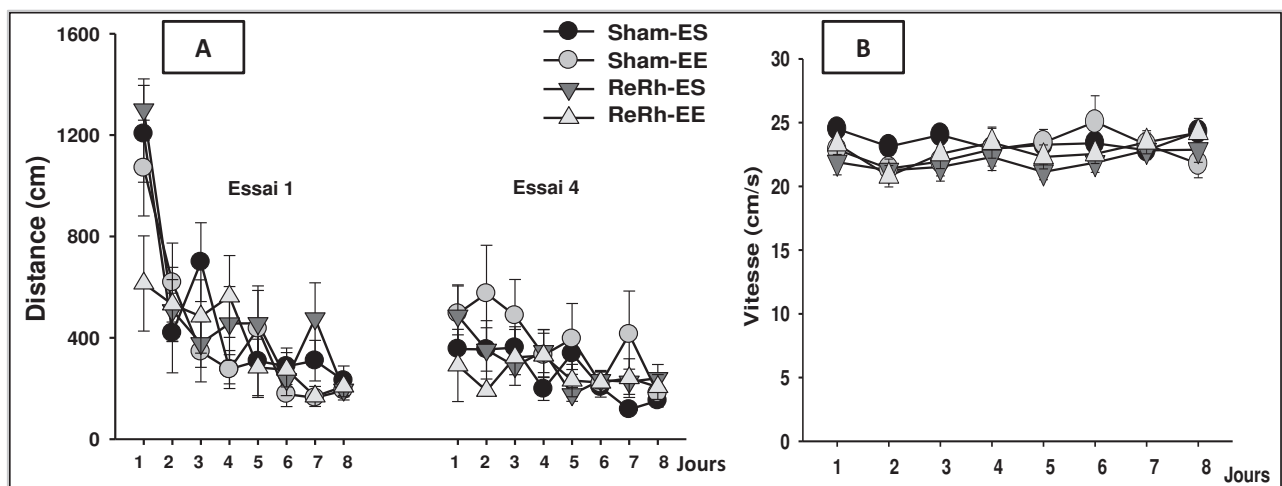 A
Sham-ES
Sham-EE
ReRh-ES
ReRh-EE
Distance (cm)
1600
1200
800
400
0
Essai 1
Essai 4
1 2 3 4 5 6 7 8
1 2 3 4 5 6 7 8 Jours
B
Vitesse (cm/s)
30
25
20
15
10
5
0
1 2 3 4 5 6 7 8 Jours